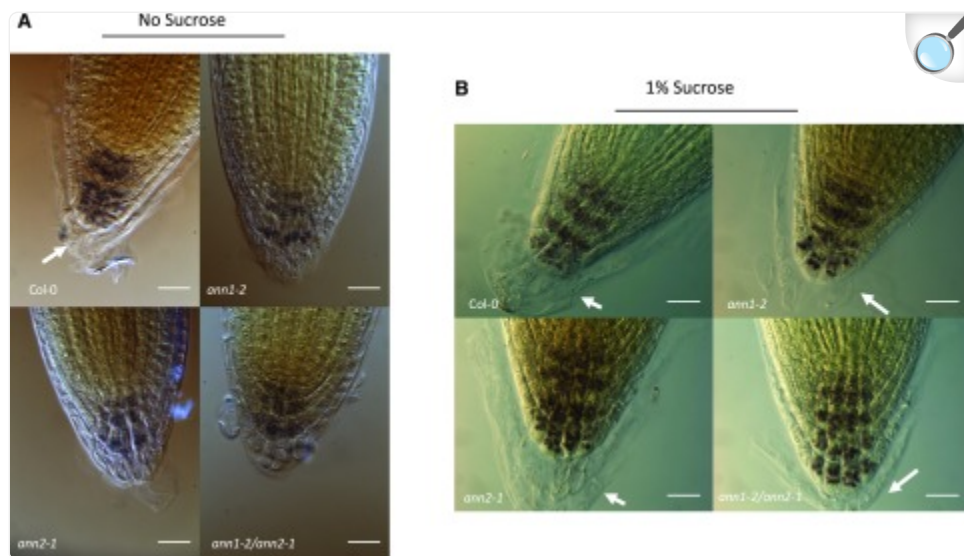 A
No Sucrose
Col-0
ann1-2
ann2-1
ann1-2/ann2-1
B
1% Sucrose
Col-0
ann1-2
ann2-1
ann1-2/ann2-1